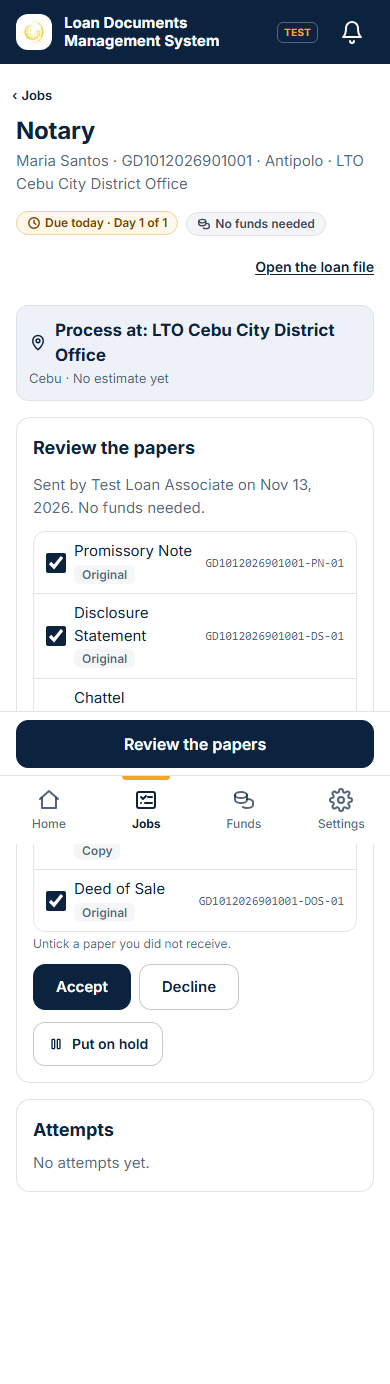 Loan Documents
Management System
TEST
‹ Jobs
Notary
Maria Santos · GD1012026901001 · Antipolo · LTO
Cebu City District Office
Due today · Day 1 of 1
No funds needed
Open the loan file
Process at: LTO Cebu City District
Office
Cebu · No estimate yet
Review the papers
Sent by Test Loan Associate on Nov 13,
2026. No funds needed.
Promissory Note
Original
GD1012026901001-PN-01
Disclosure
Statement
Original
GD1012026901001-DS-01
Chattel
Review the papers
Home
Jobs
Funds
Settings
Copy
Deed of Sale
Original
GD1012026901001-DOS-01
Untick a paper you did not receive.
Accept
Decline
Put on hold
Attempts
No attempts yet.